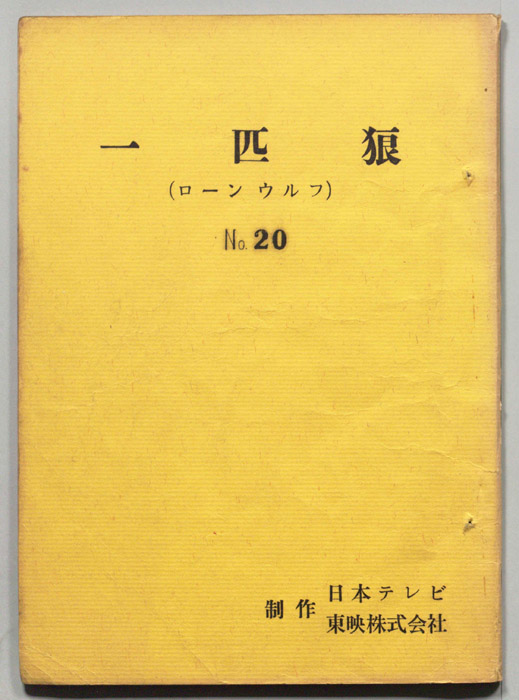 一匹狼
(ローンウルフ)
No. 20
制作
日本テレビ
東映株式会社